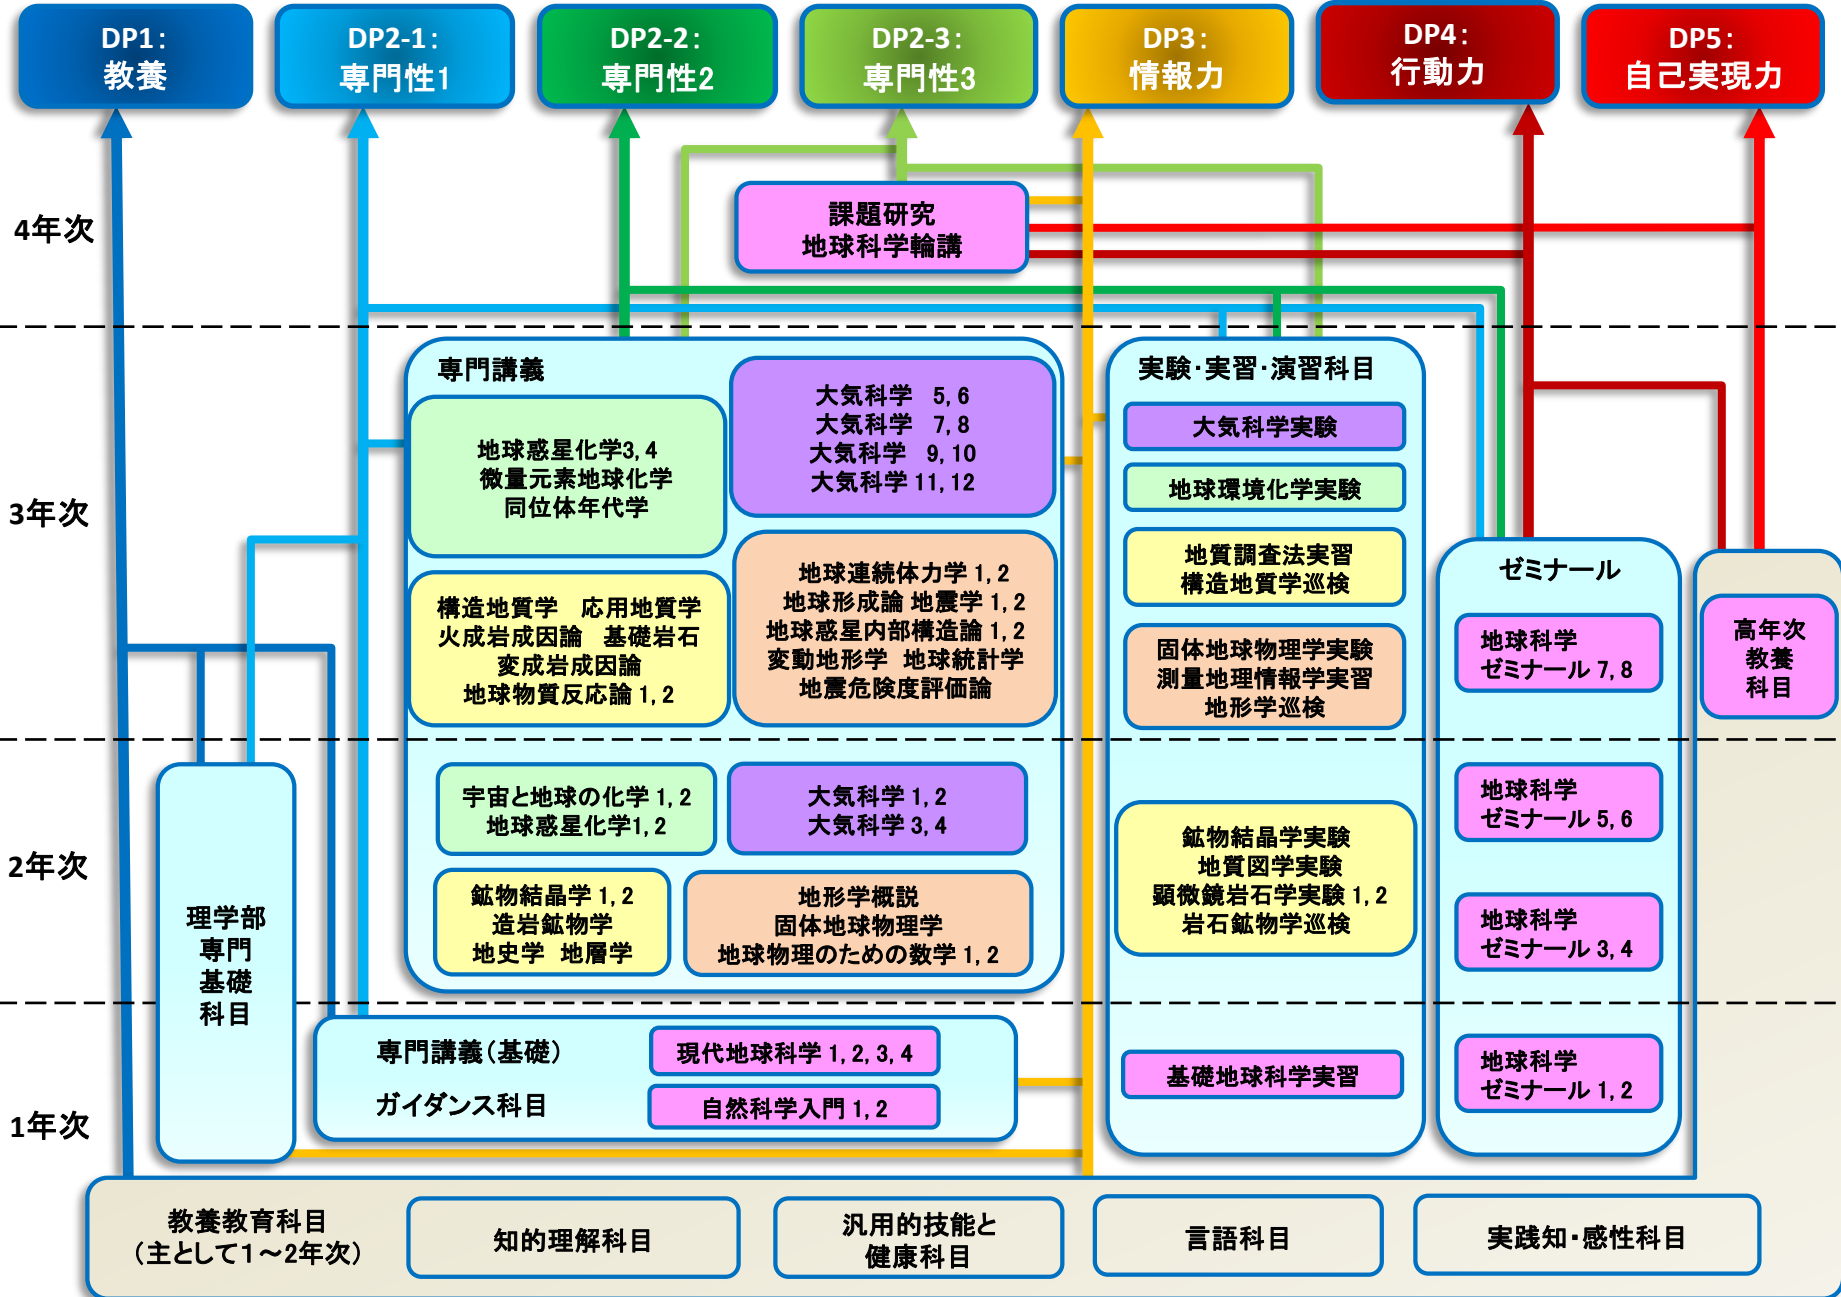 DP1：
教養
DP2-1：
専門性1
DP2-2：
専門性2
DP2-3：
専門性3
DP3：
情報力
DP4：
行動力
DP5：
自己実現力
4年次
課題研究
地球科学輪講
3年次
専門講義
地球惑星化学3, 4
微量元素地球化学
同位体年代学
大気科学　5, 6
大気科学　7, 8
大気科学　9, 10
大気科学 11, 12
構造地質学　応用地質学
火成岩成因論　基礎岩石
変成岩成因論
地球物質反応論 1, 2
地球連続体力学 1, 2
地球形成論 地震学 1, 2
地球惑星内部構造論 1, 2
変動地形学　地球統計学
地震危険度評価論
実験・実習・演習科目
大気科学実験
地球環境化学実験
地質調査法実習
構造地質学巡検
固体地球物理学実験
測量地理情報学実習
地形学巡検
ゼミナール
地球科学
ゼミナール 7, 8
高年次
教養
科目
2年次
理学部
専門
基礎
科目
宇宙と地球の化学 1, 2
地球惑星化学1, 2
大気科学 1, 2
大気科学 3, 4
鉱物結晶学 1, 2
造岩鉱物学
地史学　地層学
地形学概説
固体地球物理学
地球物理のための数学 1, 2
鉱物結晶学実験
地質図学実験
顕微鏡岩石学実験 1, 2
岩石鉱物学巡検
地球科学
ゼミナール 5, 6
地球科学
ゼミナール 3, 4
1年次
専門講義（基礎）
現代地球科学 1, 2, 3, 4
ガイダンス科目
自然科学入門 1, 2
基礎地球科学実習
地球科学
ゼミナール 1, 2
教養教育科目
（主として１～２年次）
知的理解科目
汎用的技能と
健康科目
言語科目
実践知・感性科目